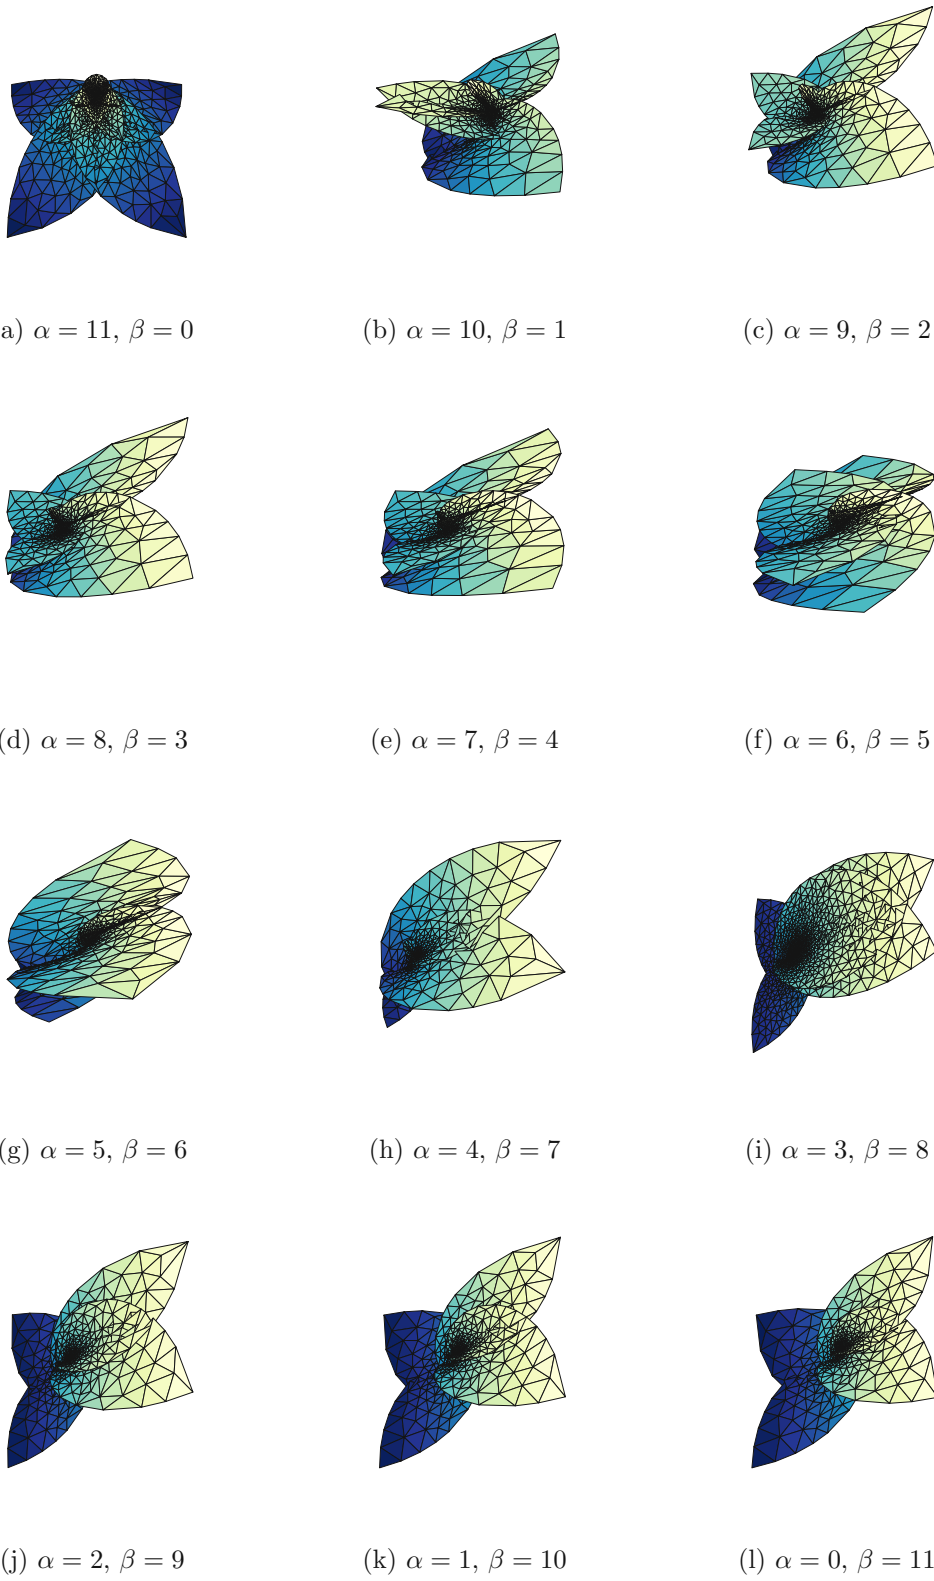 a) α = 11, β = 0
(b) α = 10, β = 1
(c) α = 9, β = 2
(d) α = 8, β = 3
(e) α = 7, β = 4
(f) α = 6, β = 5
(g) α = 5, β = 6
(h) α = 4, β = 7
(i) α = 3, β = 8
(j) α = 2, β = 9
(k) α = 1, β = 10
(l) α = 0, β = 11